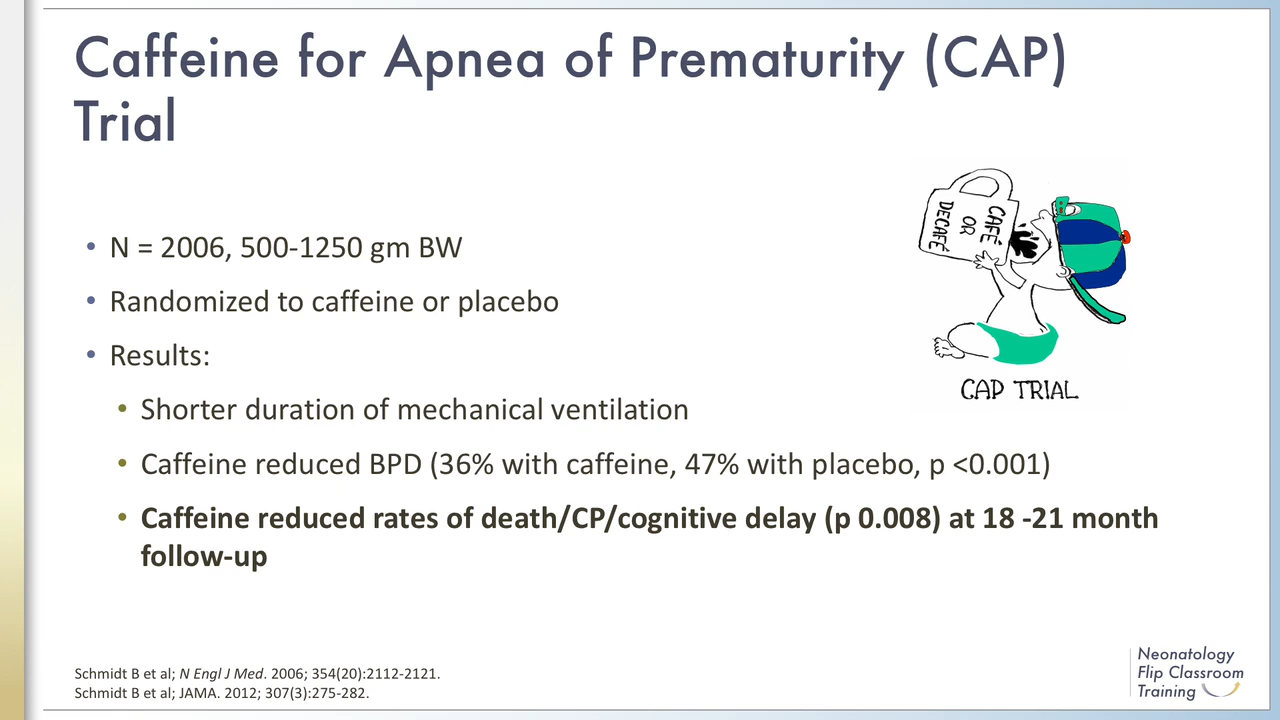 Caffeine for Apnea of Prematurity (CAP)
Trial
• N = 2006, 500-1250 gm BW
• Randomized to caffeine or placebo
• Results:
• Shorter duration of mechanical ventilation
• Caffeine reduced BPD (36% with caffeine, 47% with placebo, p <0.001)
• Caffeine reduced rates of death/CP/cognitive delay (p 0.008) at 18 -21 month
follow-up
CAFÉ
OR
DECAFÉ
CAP TRIAL
Schmidt B et al; N Engl J Med. 2006; 354(20):2112-2121.
Schmidt B et al; JAMA. 2012; 307(3):275-282.
Neonatology
Flip Classroom
Training